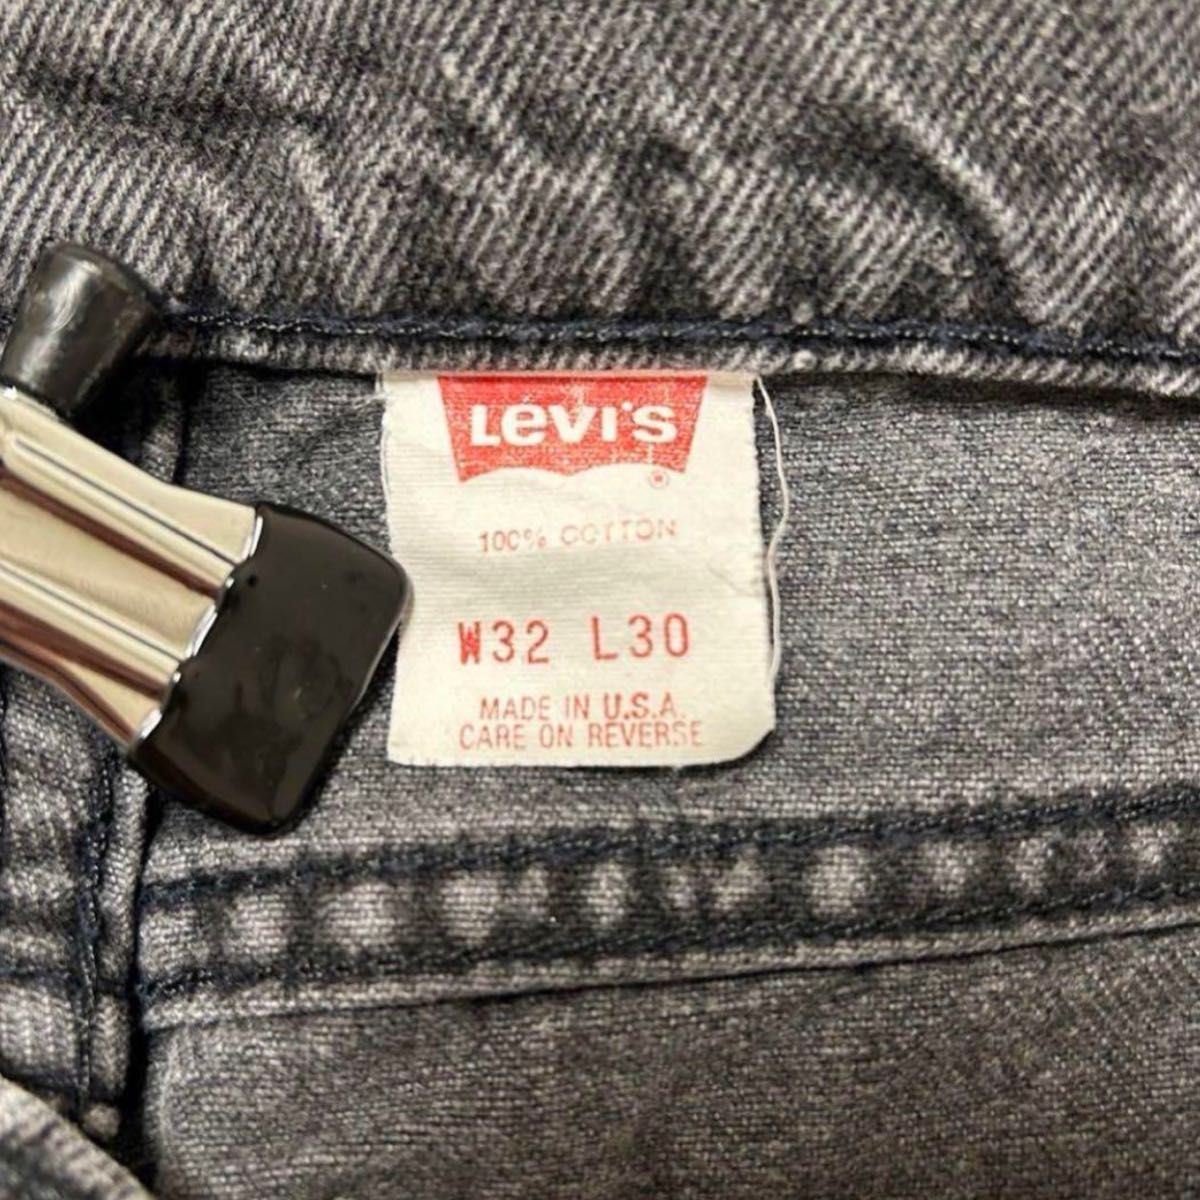 Levi's ®
100% COTTON
W32 L30
MADE IN U.S.A.
CARE ON REVERSE